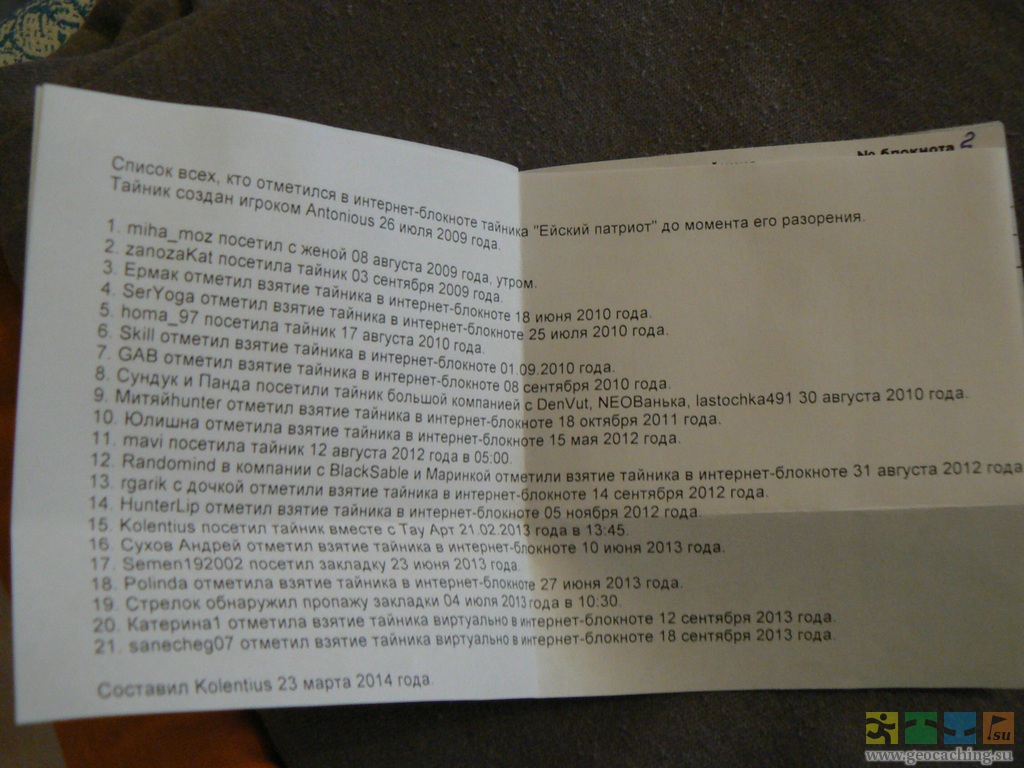 № блокнота 2
Список всех, кто отметился в интернет-блокноте тайника "Ейский патриот" до момента его разорения.
Тайник создан игроком Antonious 26 июля 2009 года.
1. miha_moz посетил с женой 08 августа 2009 года, утром.
2. zanozaKat посетила тайник 03 сентября 2009 года.
3. Ермак отметил взятие тайника в интернет-блокноте 18 июня 2010 года.
4. SerYoga отметил взятие тайника в интернет-блокноте 25 июля 2010 года.
5. homa_97 посетила тайник 17 августа 2010 года.
6. Skill отметил взятие тайника в интернет-блокноте 01.09.2010 года.
7. GAB отметил взятие тайника в интернет-блокноте 08 сентября 2010 года.
8. Сундук и Панда посетили тайник большой компанией с DenVut, NEOВанька, lastochka491 30 августа 2010 года.
9. Митяйhunter отметил взятие тайника в интернет-блокноте 18 октября 2011 года.
10. Юлишна отметила взятие тайника в интернет-блокноте 15 мая 2012 года.
11. mavi посетила тайник 12 августа 2012 года в 05:00.
12. Randomind в компании с BlackSable и Маринкой отметили взятие тайника в интернет-блокноте 31 августа 2012 года
13. rgarik с дочкой отметили взятие тайника в интернет-блокноте 14 сентября 2012 года.
14. HunterLip отметил взятие тайника в интернет-блокноте 05 ноября 2012 года.
15. Kolentius посетил тайник вместе с Тау Арт 21.02.2013 года в 13:45.
16. Сухов Андрей отметил взятие тайника в интернет-блокноте 10 июня 2013 года.
17. Semen192002 посетил закладку 23 июня 2013 года.
18. Polinda отметила взятие тайника в интернет-блокноте 27 июня 2013 года.
19. Стрелок обнаружил пропажу закладки 04 июля 2013 года в 10:30.
20. Катерина1 отметила взятие тайника виртуально в интернет-блокноте 12 сентября 2013 года.
21. sanecheg07 отметил взятие тайника виртуально в интернет-блокноте 18 сентября 2013 года.
Составил Kolentius 23 марта 2014 года.
.su
www.geocaching.su